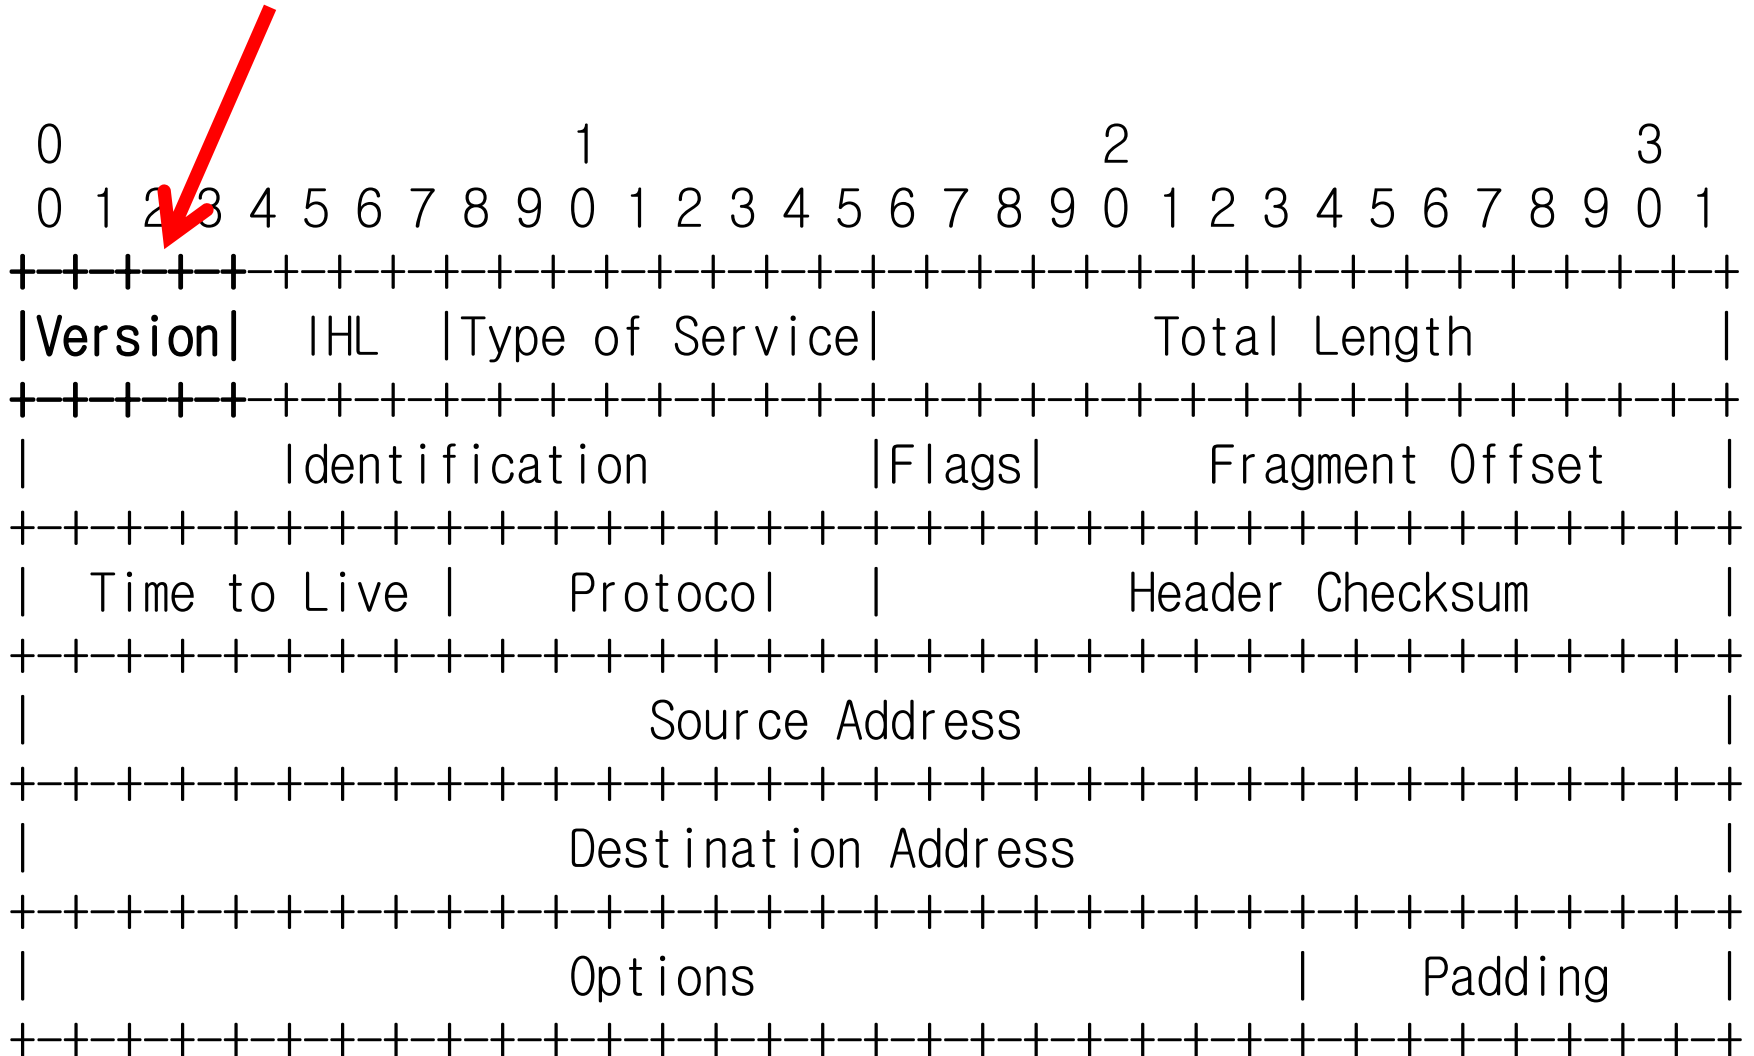 0                   1                   2                   3
 0 1 2 3 4 5 6 7 8 9 0 1 2 3 4 5 6 7 8 9 0 1 2 3 4 5 6 7 8 9 0 1
+-+-+-+-+-+-+-+-+-+-+-+-+-+-+-+-+-+-+-+-+-+-+-+-+-+-+-+-+-+-+-+-+
|Version|  IHL  |Type of Service|          Total Length         |
+-+-+-+-+-+-+-+-+-+-+-+-+-+-+-+-+-+-+-+-+-+-+-+-+-+-+-+-+-+-+-+-+
|         Identification        |Flags|      Fragment Offset    |
+-+-+-+-+-+-+-+-+-+-+-+-+-+-+-+-+-+-+-+-+-+-+-+-+-+-+-+-+-+-+-+-+
|  Time to Live |    Protocol   |         Header Checksum       |
+-+-+-+-+-+-+-+-+-+-+-+-+-+-+-+-+-+-+-+-+-+-+-+-+-+-+-+-+-+-+-+-+
|                       Source Address                          |
+-+-+-+-+-+-+-+-+-+-+-+-+-+-+-+-+-+-+-+-+-+-+-+-+-+-+-+-+-+-+-+-+
|                    Destination Address                        |
+-+-+-+-+-+-+-+-+-+-+-+-+-+-+-+-+-+-+-+-+-+-+-+-+-+-+-+-+-+-+-+-+
|                    Options                    |    Padding    |
+-+-+-+-+-+-+-+-+-+-+-+-+-+-+-+-+-+-+-+-+-+-+-+-+-+-+-+-+-+-+-+-+